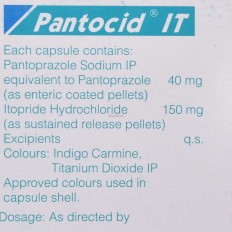 Pantocid® IT
Each capsule contains:
Pantoprazole Sodium IP
equivalent to Pantoprazole 40 mg
(as enteric coated pellets)
Itopride Hydrochloride 150 mg
(as sustained release pellets)
Excipients q.s.
Colours: Indigo Carmine,
Titanium Dioxide IP
Approved colours used in
capsule shell.
Dosage: As directed by